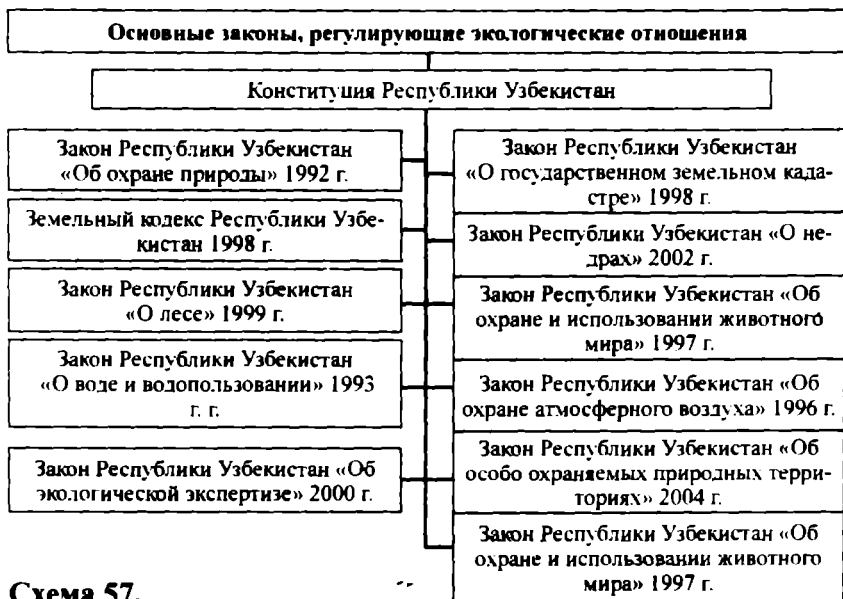 Основные законы, регулирующие экологические отношения
Конституция Республики Узбекистан
Закон Республики Узбекистан
«Об охране природы» 1992 г.
Земельный кодекс Республики Узбе-
кистан 1998 г.
Закон Республики Узбекистан
«О лесе» 1999 г.
Закон Республики Узбекистан
«О воде и водопользовании» 1993
г. г.
Закон Республики Узбекистан «Об
экологической экспертизе» 2000 г.
Закон Республики Узбекистан
«О государственном земельном када-
стре» 1998 г.
Закон Республики Узбекистан «О не-
драх» 2002 г.
Закон Республики Узбекистан «Об
охране и использовании животного
мира» 1997 г.
Закон Республики Узбекистан «Об
охране атмосферного воздуха» 1996 г.
Закон Республики Узбекистан «Об
особо охраняемых природных терри-
ториях» 2004 г.
Закон Республики Узбекистан «Об
охране и использовании животного
мира» 1997 г.
Схема 57.